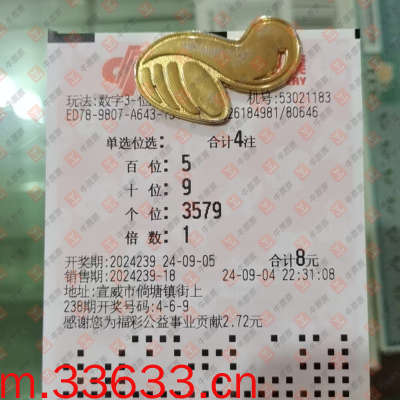 玩法:数字3-位 机号:53021183
ED78-9807-A643- 26184981/80646
单选位选: 合计4注
百位: 5
十位: 9
个位: 3579
倍数: 1
开奖期:2024239 24-09-05 合计8元
销售期:2024239-18 24-09-04 22:31:08
地址:宣威市倘塘镇街上
238期开奖号码:4-6-9
感谢您为福彩公益事业贡献2.72元
m.33633.cn